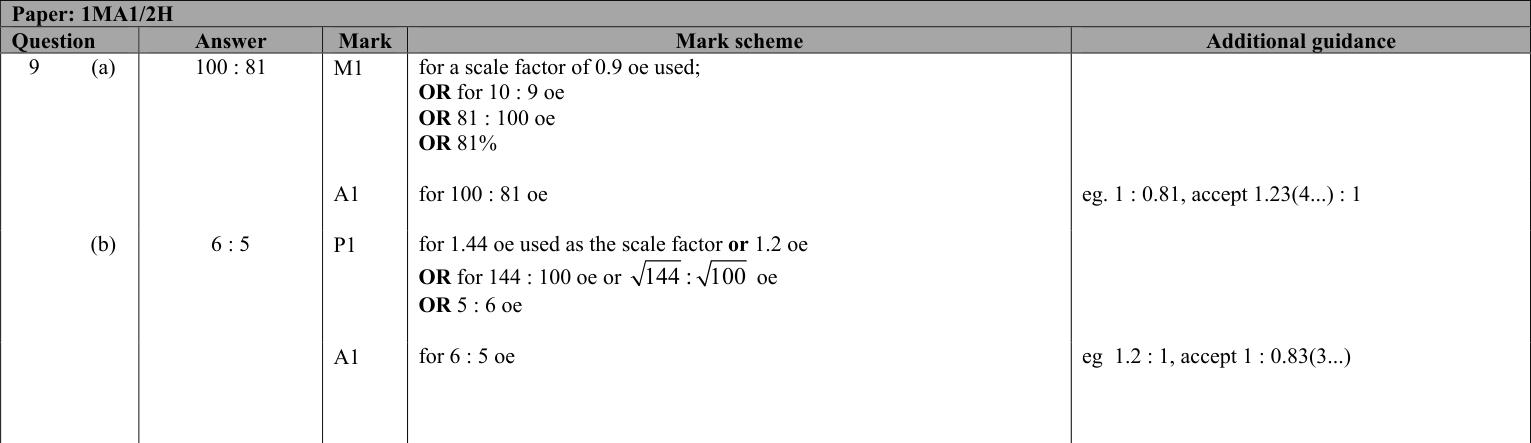 Paper: 1MA1/2H
Question Answer Mark Mark scheme Additional guidance
9 (a) 100 : 81 M1 for a scale factor of 0.9 oe used;
OR for 10 : 9 oe
OR 81 : 100 oe
OR 81%
A1 for 100 : 81 oe eg. 1 : 0.81, accept 1.23(4...) : 1
(b) 6 : 5 P1 for 1.44 oe used as the scale factor or 1.2 oe
OR for 144 : 100 oe or √144 : √100 oe
OR 5 : 6 oe
A1 for 6 : 5 oe eg 1.2 : 1, accept 1 : 0.83(3...)